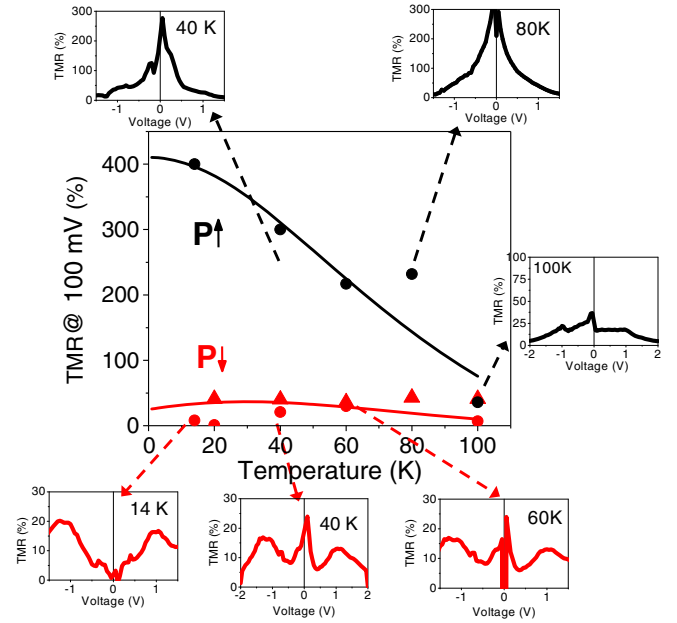 300
200
100
0
TMR (%)
40 K
-1 0 1
Voltage (V)
300
200
100
0
TMR (%)
80K
-1 0 1
Voltage (V)
TMR@ 100 mV (%)
400
300
200
100
0
P↑
P↓
0 20 40 60 80 100
Temperature (K)
100
75
50
25
0
TMR (%)
100K
-2 -1 0 1 2
Voltage (V)
30
20
10
0
TMR (%)
14 K
-1 0 1
Voltage (V)
30
20
10
0
TMR (%)
40 K
-2 -1 0 1 2
Voltage (V)
30
20
10
0
TMR (%)
60K
-1 0 1
Voltage (V)